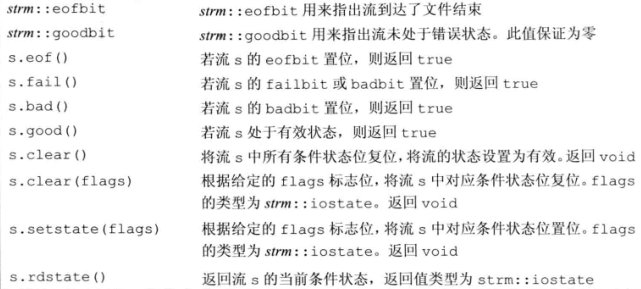 strm::eofbit 用来指出流到达了文件结束
strm::goodbit 用来指出流未处于错误状态。此值保证为零
s.eof() 若流 s 的 eofbit 置位，则返回 true
s.fail() 若流 s 的 failbit 或 badbit 置位，则返回 true
s.bad() 若流 s 的 badbit 置位，则返回 true
s.good() 若流 s 处于有效状态，则返回 true
s.clear() 将流 s 中所有条件状态位复位，将流的状态设置为有效。返回 void
s.clear(flags) 根据给定的 flags 标志位，将流 s 中对应条件状态位复位。flags
的类型为 strm::iostate。返回 void
s.setstate(flags) 根据给定的 flags 标志位，将流 s 中对应条件状态位置位。flags
的类型为 strm::iostate。返回 void
s.rdstate() 返回流 s 的当前条件状态，返回值类型为 strm::iostate